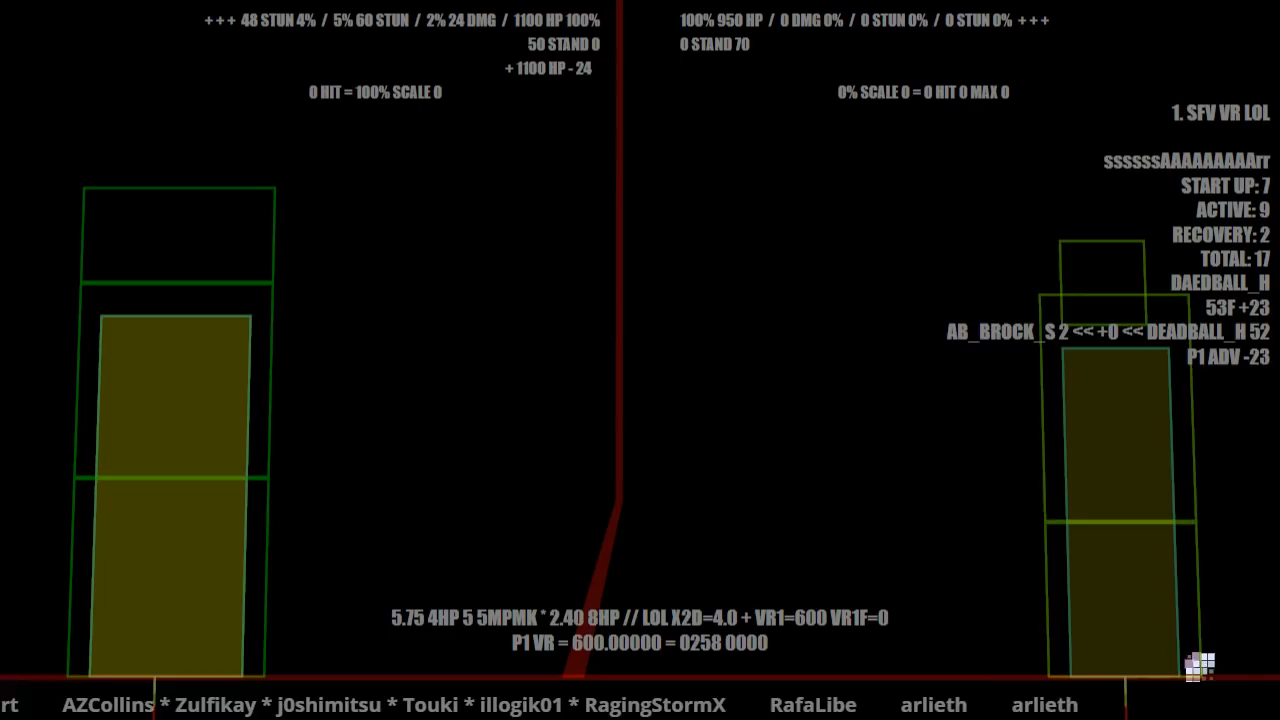 + + + 48 STUN 4% / 5% 60 STUN / 2% 24 DMG / 1100 HP 100%
100% 950 HP / 0 DMG 0% / 0 STUN 0% / 0 STUN 0% + + +
50 STAND 0
0 STAND 70
+ 1100 HP - 24
0 HIT = 100% SCALE 0
0% SCALE 0 = 0 HIT 0 MAX 0
1. SFV VR LOL
ssssssAAAAAAAAArr
START UP: 7
ACTIVE: 9
RECOVERY: 2
TOTAL: 17
DAEDBALL_H
53F +23
AB_BROCK_S 2 << +0 << DEADBALL_H 52
P1 ADV -23
5.75 4HP 5 5MPMK * 2.40 8HP // LOL X2D=4.0 + VR1=600 VR1F=0
P1 VR = 600.00000 = 0258 0000
rt AZCollins * Zulfikay * j0shimitsu * Touki * illogik01 * RagingStormX RafaLibe arlieth arlieth